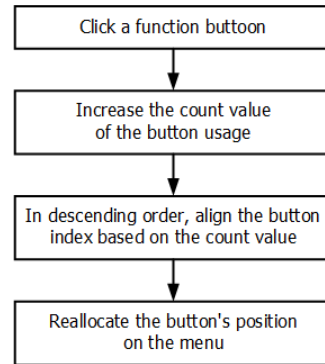 Click a function buttoon
Increase the count value
of the button usage
In descending order, align the button
index based on the count value
Reallocate the button's position
on the menu